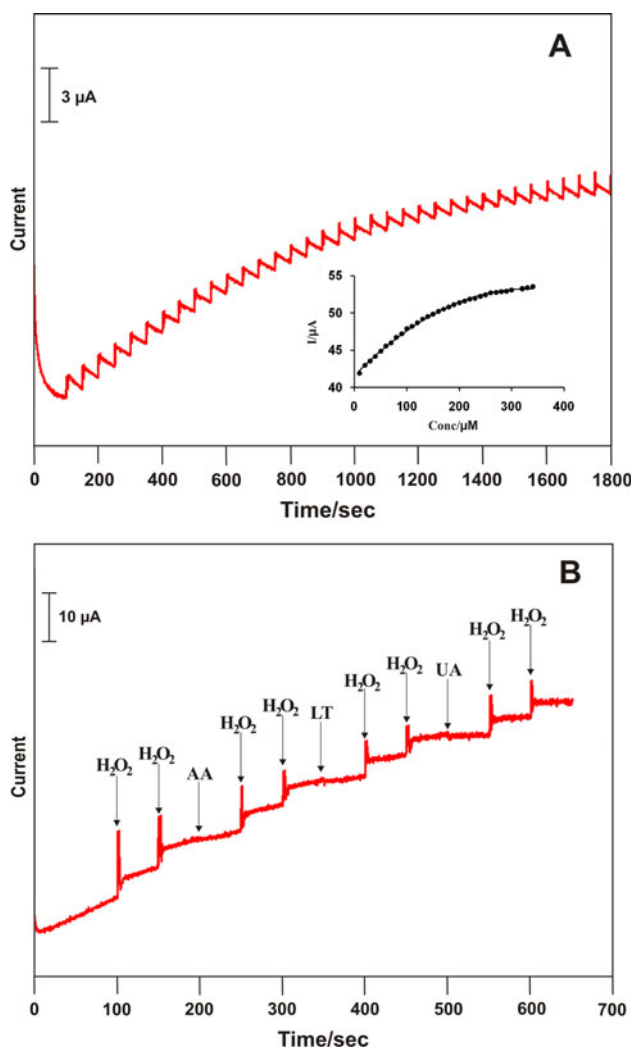 A
3 µA
Current
55
50
45
40
I/µA
0 100 200 300 400
Conc/µM
0 200 400 600 800 1000 1200 1400 1600 1800
Time/sec
B
10 µA
H₂O₂ H₂O₂ AA H₂O₂ H₂O₂ LT H₂O₂ H₂O₂ UA H₂O₂ H₂O₂
Current
0 100 200 300 400 500 600 700
Time/sec